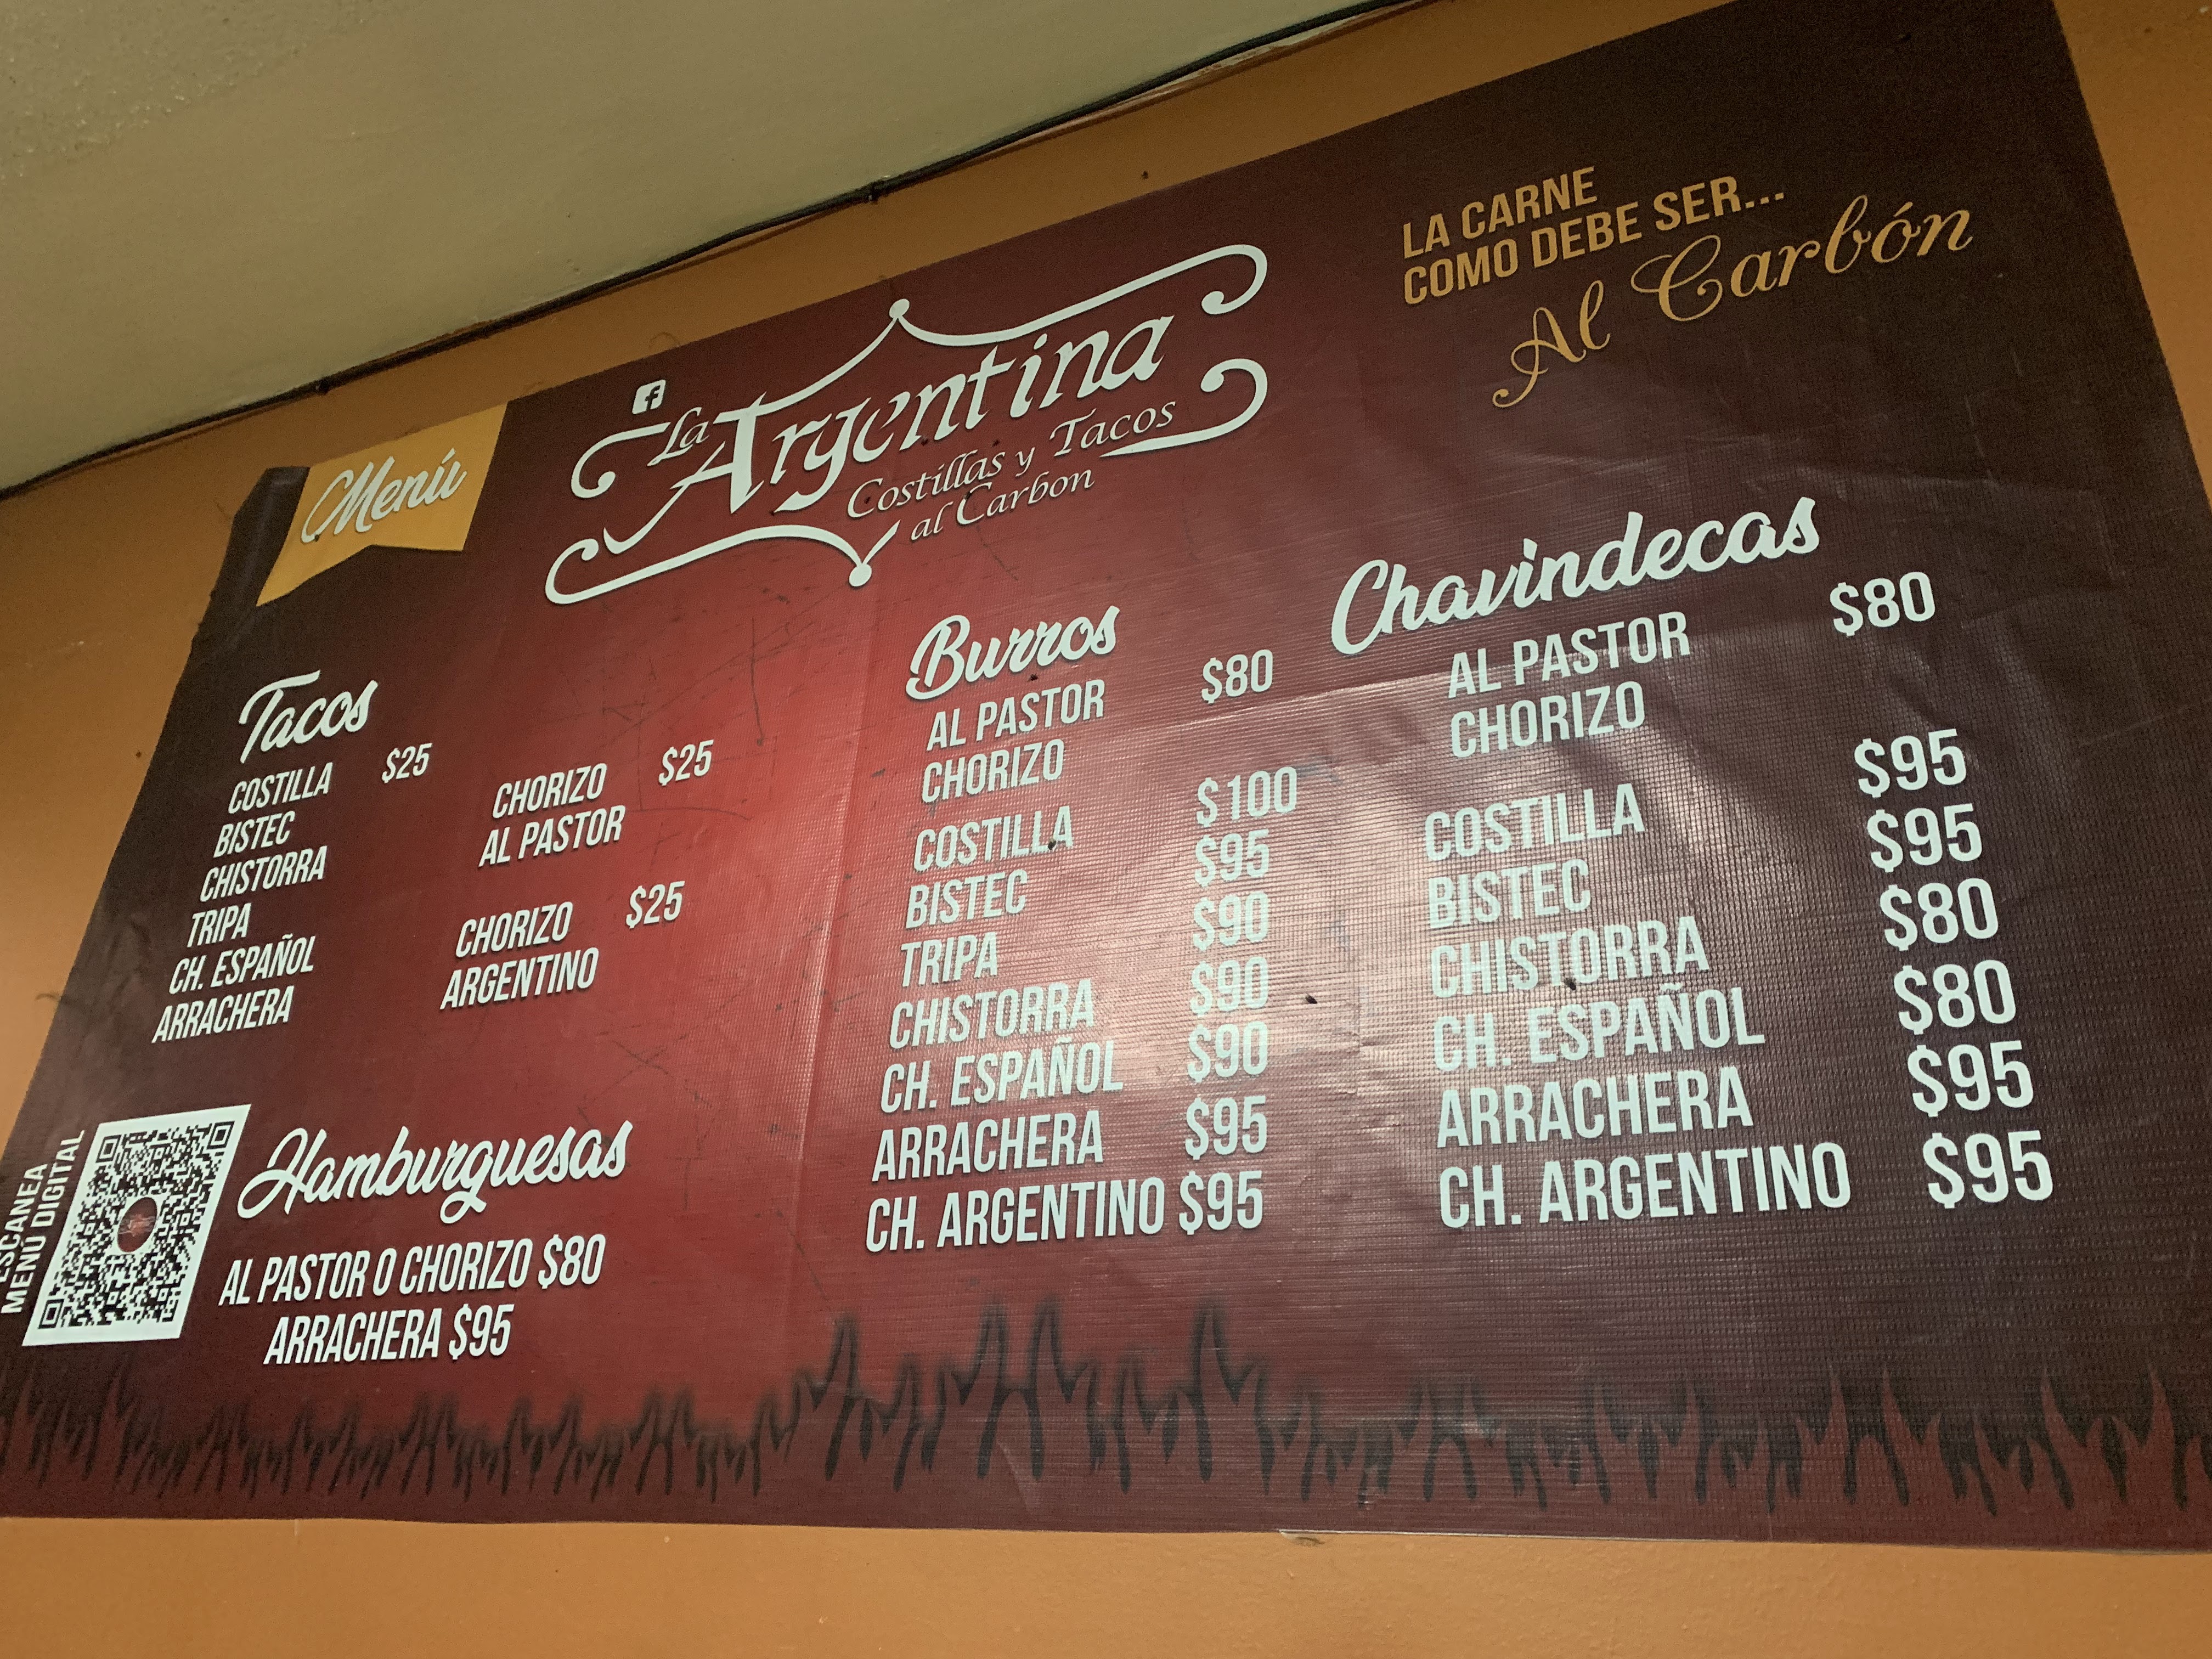 Menú
La
Argentina
Costillas y Tacos
al Carbon
LA CARNE
COMO DEBE SER...
Al Carbón
Tacos
COSTILLA $25
BISTEC
CHISTORRA
TRIPA
CH. ESPAÑOL
ARRACHERA
CHORIZO $25
AL PASTOR
CHORIZO $25
ARGENTINO
ESCANEA
MENU DIGITAL
Hamburguesas
AL PASTOR O CHORIZO $80
ARRACHERA $95
Burros
AL PASTOR $80
CHORIZO
COSTILLA $100
BISTEC $95
TRIPA $90
CHISTORRA $90
CH. ESPAÑOL $90
ARRACHERA $95
CH. ARGENTINO $95
Chavindecas
AL PASTOR $80
CHORIZO
COSTILLA $95
BISTEC $95
CHISTORRA $80
CH. ESPAÑOL $80
ARRACHERA $95
CH. ARGENTINO $95